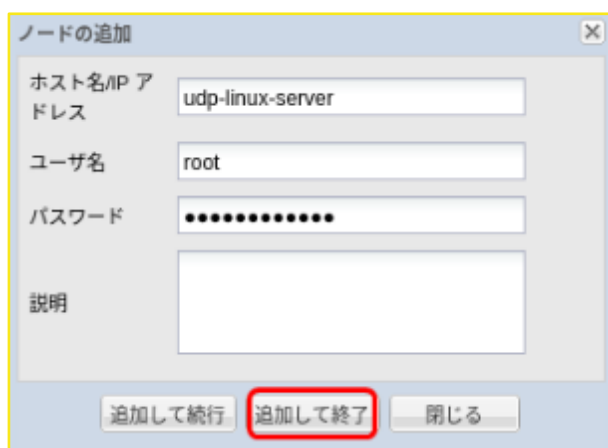 ノードの追加
ホスト名/IP ア
ドレス
udp-linux-server
ユーザ名
root
パスワード
●●●●●●●●●●●●
説明
追加して続行
追加して終了
閉じる